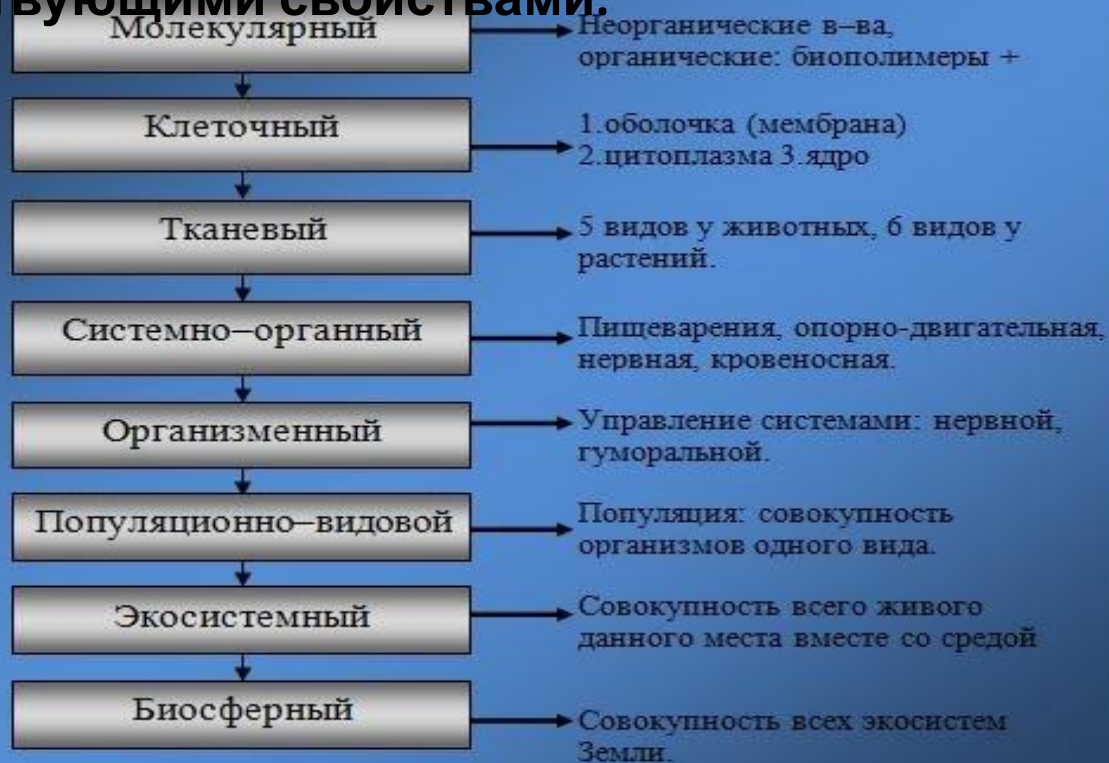 твующими свойствами.
Молекулярный
Неорганические в–ва,
органические: биополимеры +
Клеточный
1.оболочка (мембрана)
2.цитоплазма 3.ядро
Тканевый
5 видов у животных, 6 видов у
растений.
Системно–органный
Пищеварения, опорно-двигательная,
нервная, кровеносная.
Организменный
Управление системами: нервной,
гуморальной.
Популяционно–видовой
Популяция: совокупность
организмов одного вида.
Экосистемный
Совокупность всего живого
данного места вместе со средой
Биосферный
Совокупность всех экосистем
Земли.